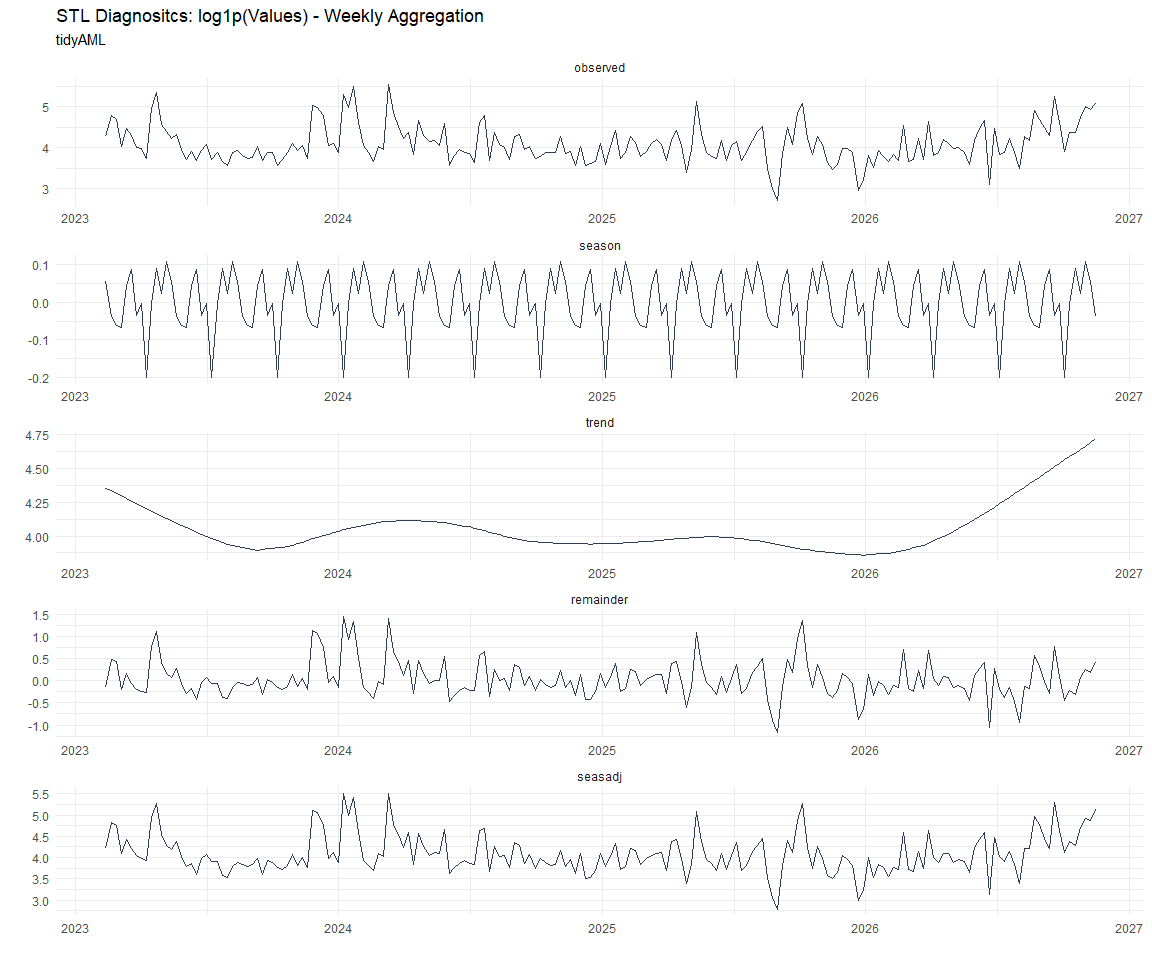 STL Diagnositcs: log1p(Values) - Weekly Aggregation
tidyAML
observed
5
4
3
2023 2024 2025 2026 2027
season
0.1
0.0
-0.1
-0.2
2023 2024 2025 2026 2027
trend
4.75
4.50
4.25
4.00
2023 2024 2025 2026 2027
remainder
1.5
1.0
0.5
0.0
-0.5
-1.0
2023 2024 2025 2026 2027
seasadj
5.5
5.0
4.5
4.0
3.5
3.0
2023 2024 2025 2026 2027